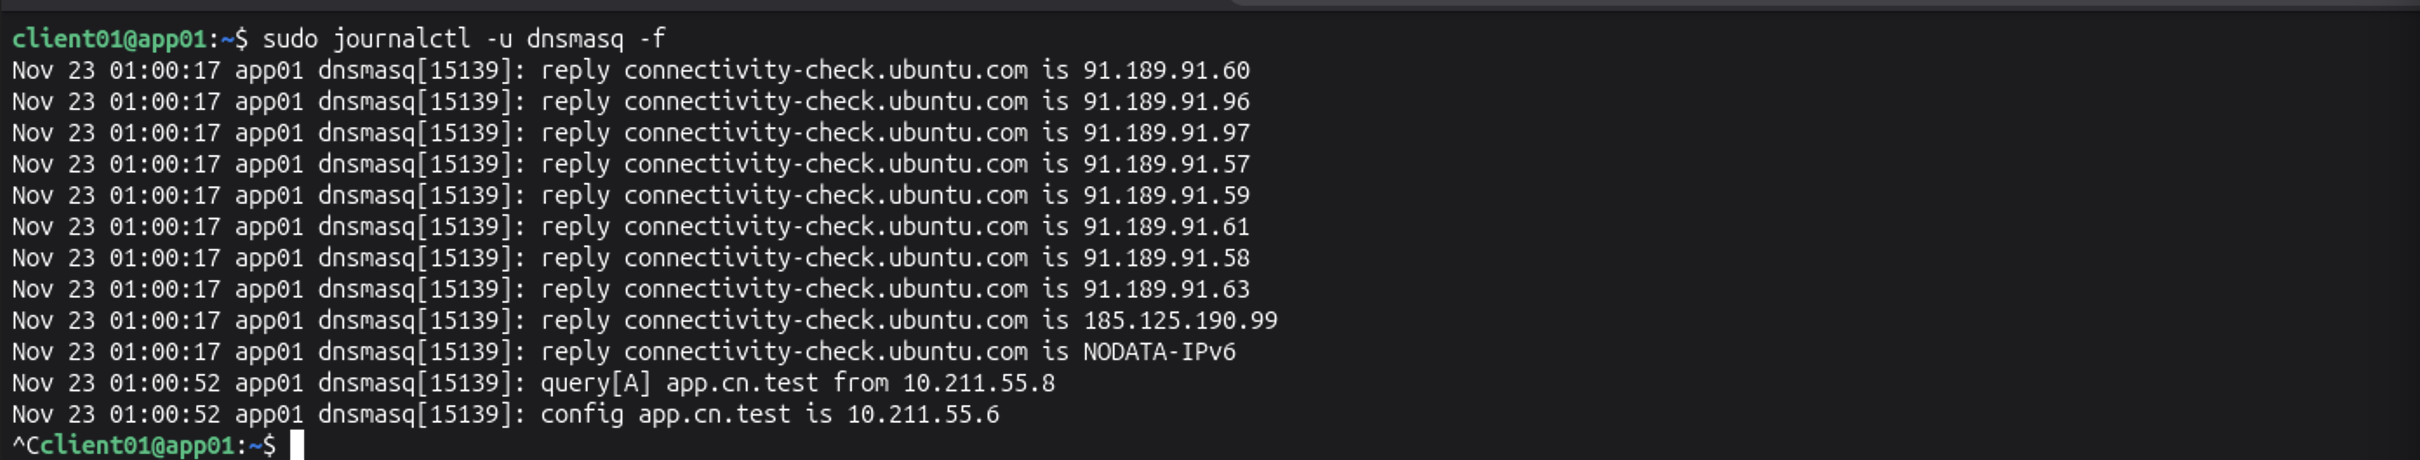 client01@app01:~$ sudo journalctl -u dnsmasq -f
Nov 23 01:00:17 app01 dnsmasq[15139]: reply connectivity-check.ubuntu.com is 91.189.91.60
Nov 23 01:00:17 app01 dnsmasq[15139]: reply connectivity-check.ubuntu.com is 91.189.91.96
Nov 23 01:00:17 app01 dnsmasq[15139]: reply connectivity-check.ubuntu.com is 91.189.91.97
Nov 23 01:00:17 app01 dnsmasq[15139]: reply connectivity-check.ubuntu.com is 91.189.91.57
Nov 23 01:00:17 app01 dnsmasq[15139]: reply connectivity-check.ubuntu.com is 91.189.91.59
Nov 23 01:00:17 app01 dnsmasq[15139]: reply connectivity-check.ubuntu.com is 91.189.91.61
Nov 23 01:00:17 app01 dnsmasq[15139]: reply connectivity-check.ubuntu.com is 91.189.91.58
Nov 23 01:00:17 app01 dnsmasq[15139]: reply connectivity-check.ubuntu.com is 91.189.91.63
Nov 23 01:00:17 app01 dnsmasq[15139]: reply connectivity-check.ubuntu.com is 185.125.190.99
Nov 23 01:00:17 app01 dnsmasq[15139]: reply connectivity-check.ubuntu.com is NODATA-IPv6
Nov 23 01:00:52 app01 dnsmasq[15139]: query[A] app.cn.test from 10.211.55.8
Nov 23 01:00:52 app01 dnsmasq[15139]: config app.cn.test is 10.211.55.6
^Cclient01@app01:~$